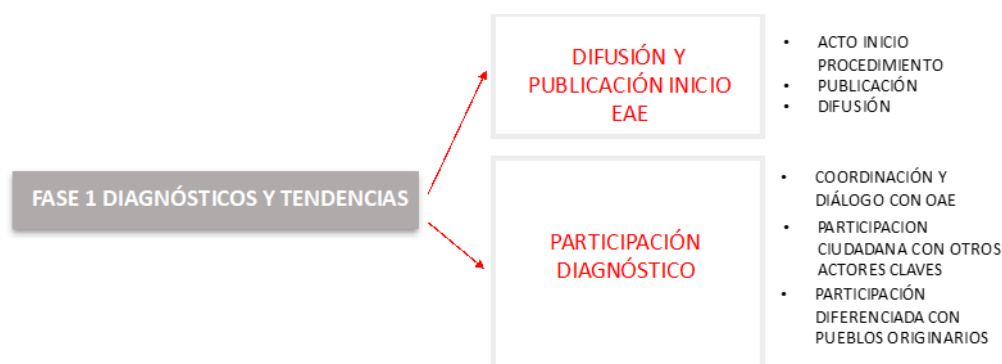 FASE 1 DIAGNÓSTICOS Y TENDENCIAS
DIFUSIÓN Y
PUBLICACIÓN INICIO
EAE
• ACTO INICIO
PROCEDIMIENTO
• PUBLICACIÓN
• DIFUSIÓN
PARTICIPACIÓN
DIAGNÓSTICO
• COORDINACIÓN Y
DIÁLOGO CON OAE
• PARTICIPACION
CIUDADANA CON OTROS
ACTORES CLAVES
• PARTICIPACIÓN
DIFERENCIADA CON
PUEBLOS ORIGINARIOS